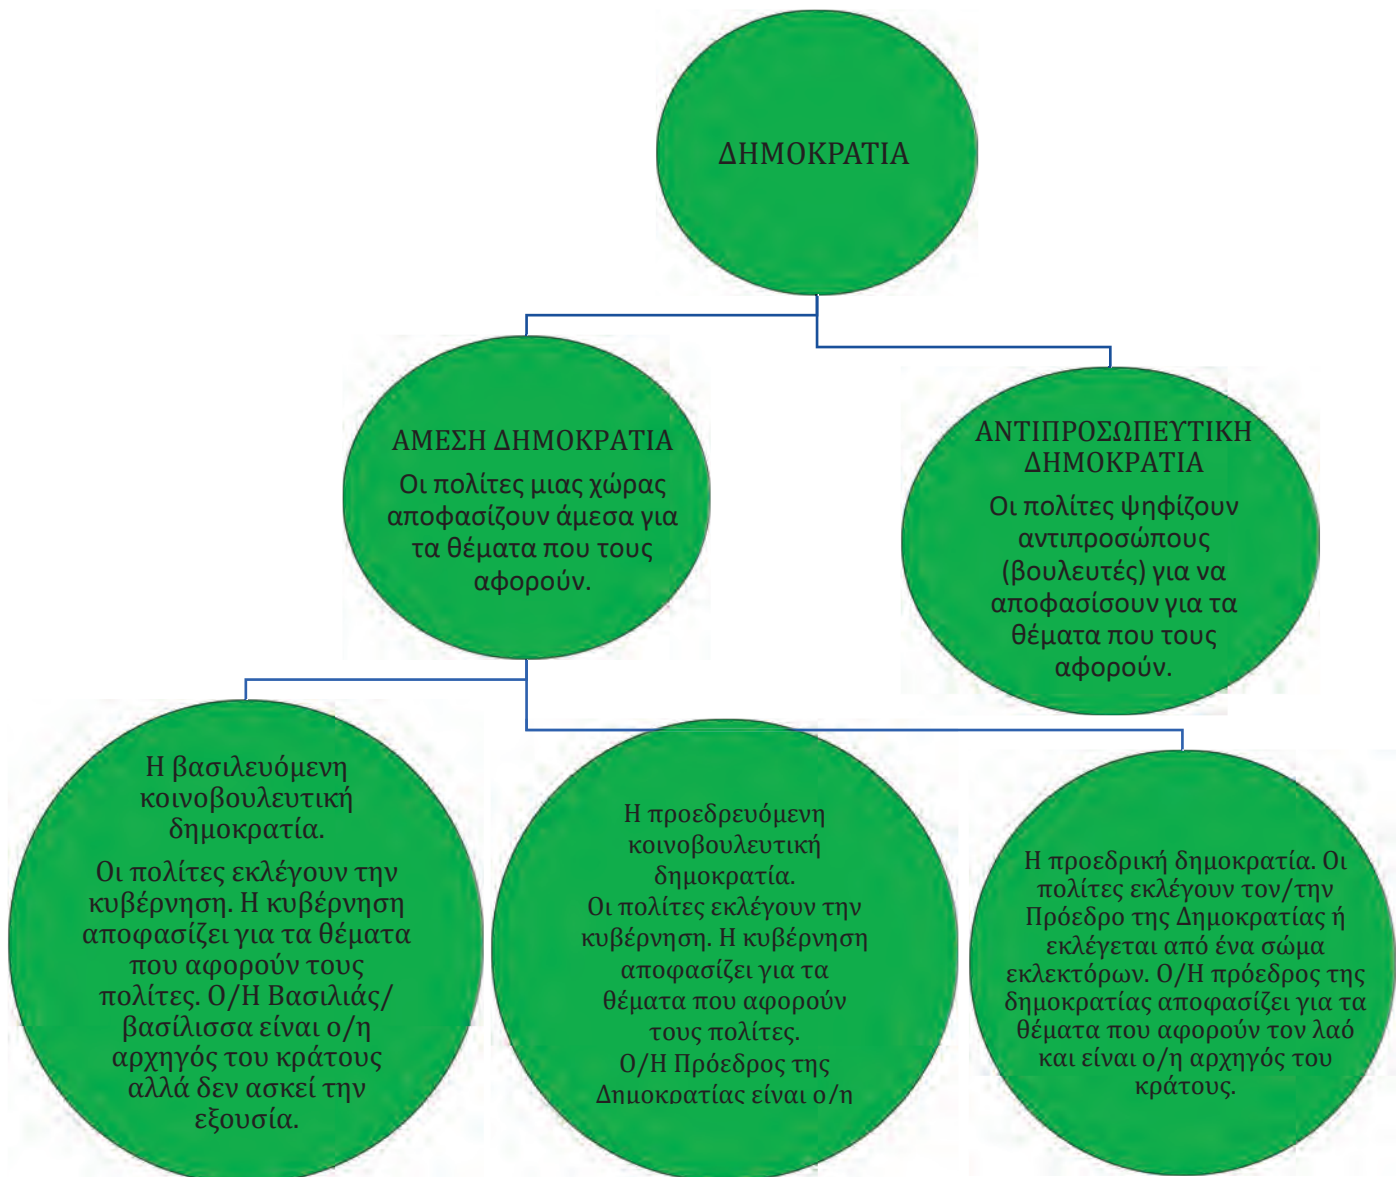 ΔΗΜΟΚΡΑΤΙΑ
ΑΜΕΣΗ ΔΗΜΟΚΡΑΤΙΑ
Οι πολίτες μιας χώρας
αποφασίζουν άμεσα για
τα θέματα που τους
αφορούν.
ΑΝΤΙΠΡΟΣΩΠΕΥΤΙΚΗ
ΔΗΜΟΚΡΑΤΙΑ
Οι πολίτες ψηφίζουν
αντιπροσώπους
(βουλευτές) για να
αποφασίσουν για τα
θέματα που τους
αφορούν.
Η βασιλευόμενη
κοινοβουλευτική
δημοκρατία.
Οι πολίτες εκλέγουν την
κυβέρνηση. Η κυβέρνηση
αποφασίζει για τα θέματα
που αφορούν τους
πολίτες. Ο/Η Βασιλιάς/
βασίλισσα είναι ο/η
αρχηγός του κράτους
αλλά δεν ασκεί την
εξουσία.
Η προεδρευόμενη
κοινοβουλευτική
δημοκρατία.
Οι πολίτες εκλέγουν την
κυβέρνηση. Η κυβέρνηση
αποφασίζει για τα
θέματα που αφορούν
τους πολίτες.
Ο/Η Πρόεδρος της
Δημοκρατίας είναι ο/η
Η προεδρική δημοκρατία. Οι
πολίτες εκλέγουν τον/την
Πρόεδρο της Δημοκρατίας ή
εκλέγεται από ένα σώμα
εκλεκτόρων. Ο/Η πρόεδρος της
δημοκρατίας αποφασίζει για τα
θέματα που αφορούν τον λαό
και είναι ο/η αρχηγός του
κράτους.